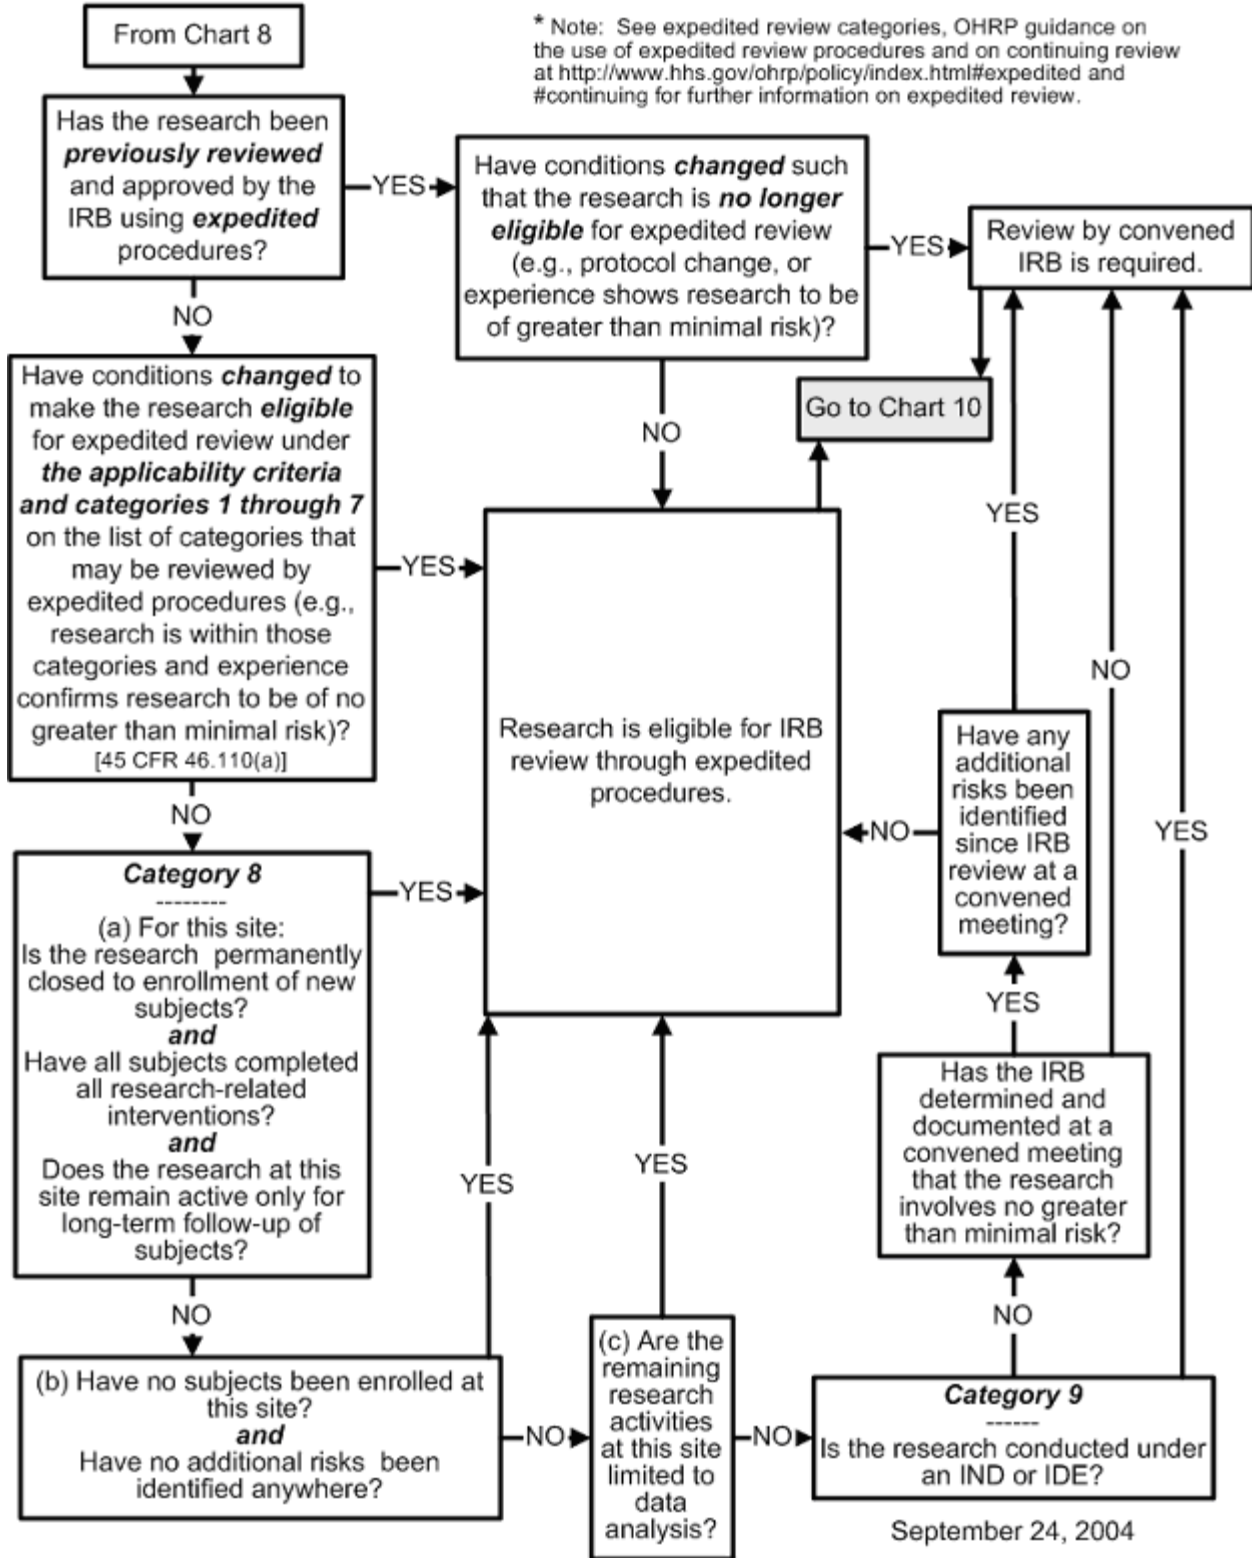 From Chart 8
* Note: See expedited review categories, OHRP guidance on
the use of expedited review procedures and on continuing review
at http://www.hhs.gov/ohrp/policy/index.html#expedited and
#continuing for further information on expedited review.
Has the research been
previously reviewed
and approved by the
IRB using expedited
procedures?
YES
Have conditions changed such
that the research is no longer
eligible for expedited review
(e.g., protocol change, or
experience shows research to be
of greater than minimal risk)?
YES
Review by convened
IRB is required.
NO
Have conditions changed to
make the research eligible
for expedited review under
the applicability criteria
and categories 1 through 7
on the list of categories that
may be reviewed by
expedited procedures (e.g.,
research is within those
categories and experience
confirms research to be of no
greater than minimal risk)?
[45 CFR 46.110(a)]
NO
Go to Chart 10
YES
Research is eligible for IRB
review through expedited
procedures.
YES
NO
YES
Have any
additional
risks been
identified
since IRB
review at a
convened
meeting?
NO
NO
Category 8
--------
(a) For this site:
Is the research permanently
closed to enrollment of new
subjects?
and
Have all subjects completed
all research-related
interventions?
and
Does the research at this
site remain active only for
long-term follow-up of
subjects?
YES
YES
YES
YES
Has the IRB
determined and
documented at a
convened meeting
that the research
involves no greater
than minimal risk?
NO
NO
(b) Have no subjects been enrolled at
this site?
and
Have no additional risks been
identified anywhere?
NO
(c) Are the
remaining
research
activities
at this site
limited to
data
analysis?
NO
Category 9
------
Is the research conducted under
an IND or IDE?
September 24, 2004